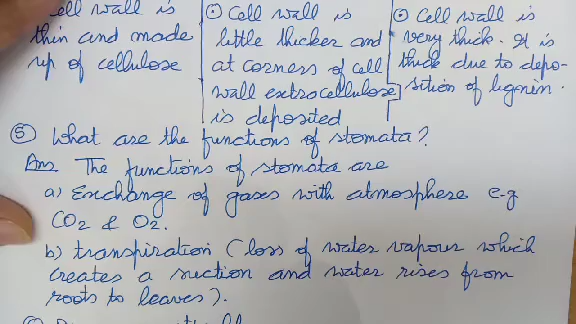 Cell wall is
thin and made
up of cellulose
⊙ Cell wall is
little thicker and
at corners of cell
wall extracellulose
is deposited
⊙ Cell wall is
very thick. It is
thick due to depo-
sition of lignin.
⑤ What are the functions of stomata?
Ans. The functions of stomata are
a) Exchange of gases with atmosphere e.g
CO2 & O2.
b) transpiration (loss of water vapour which
creates a suction and water rises from
roots to leaves).